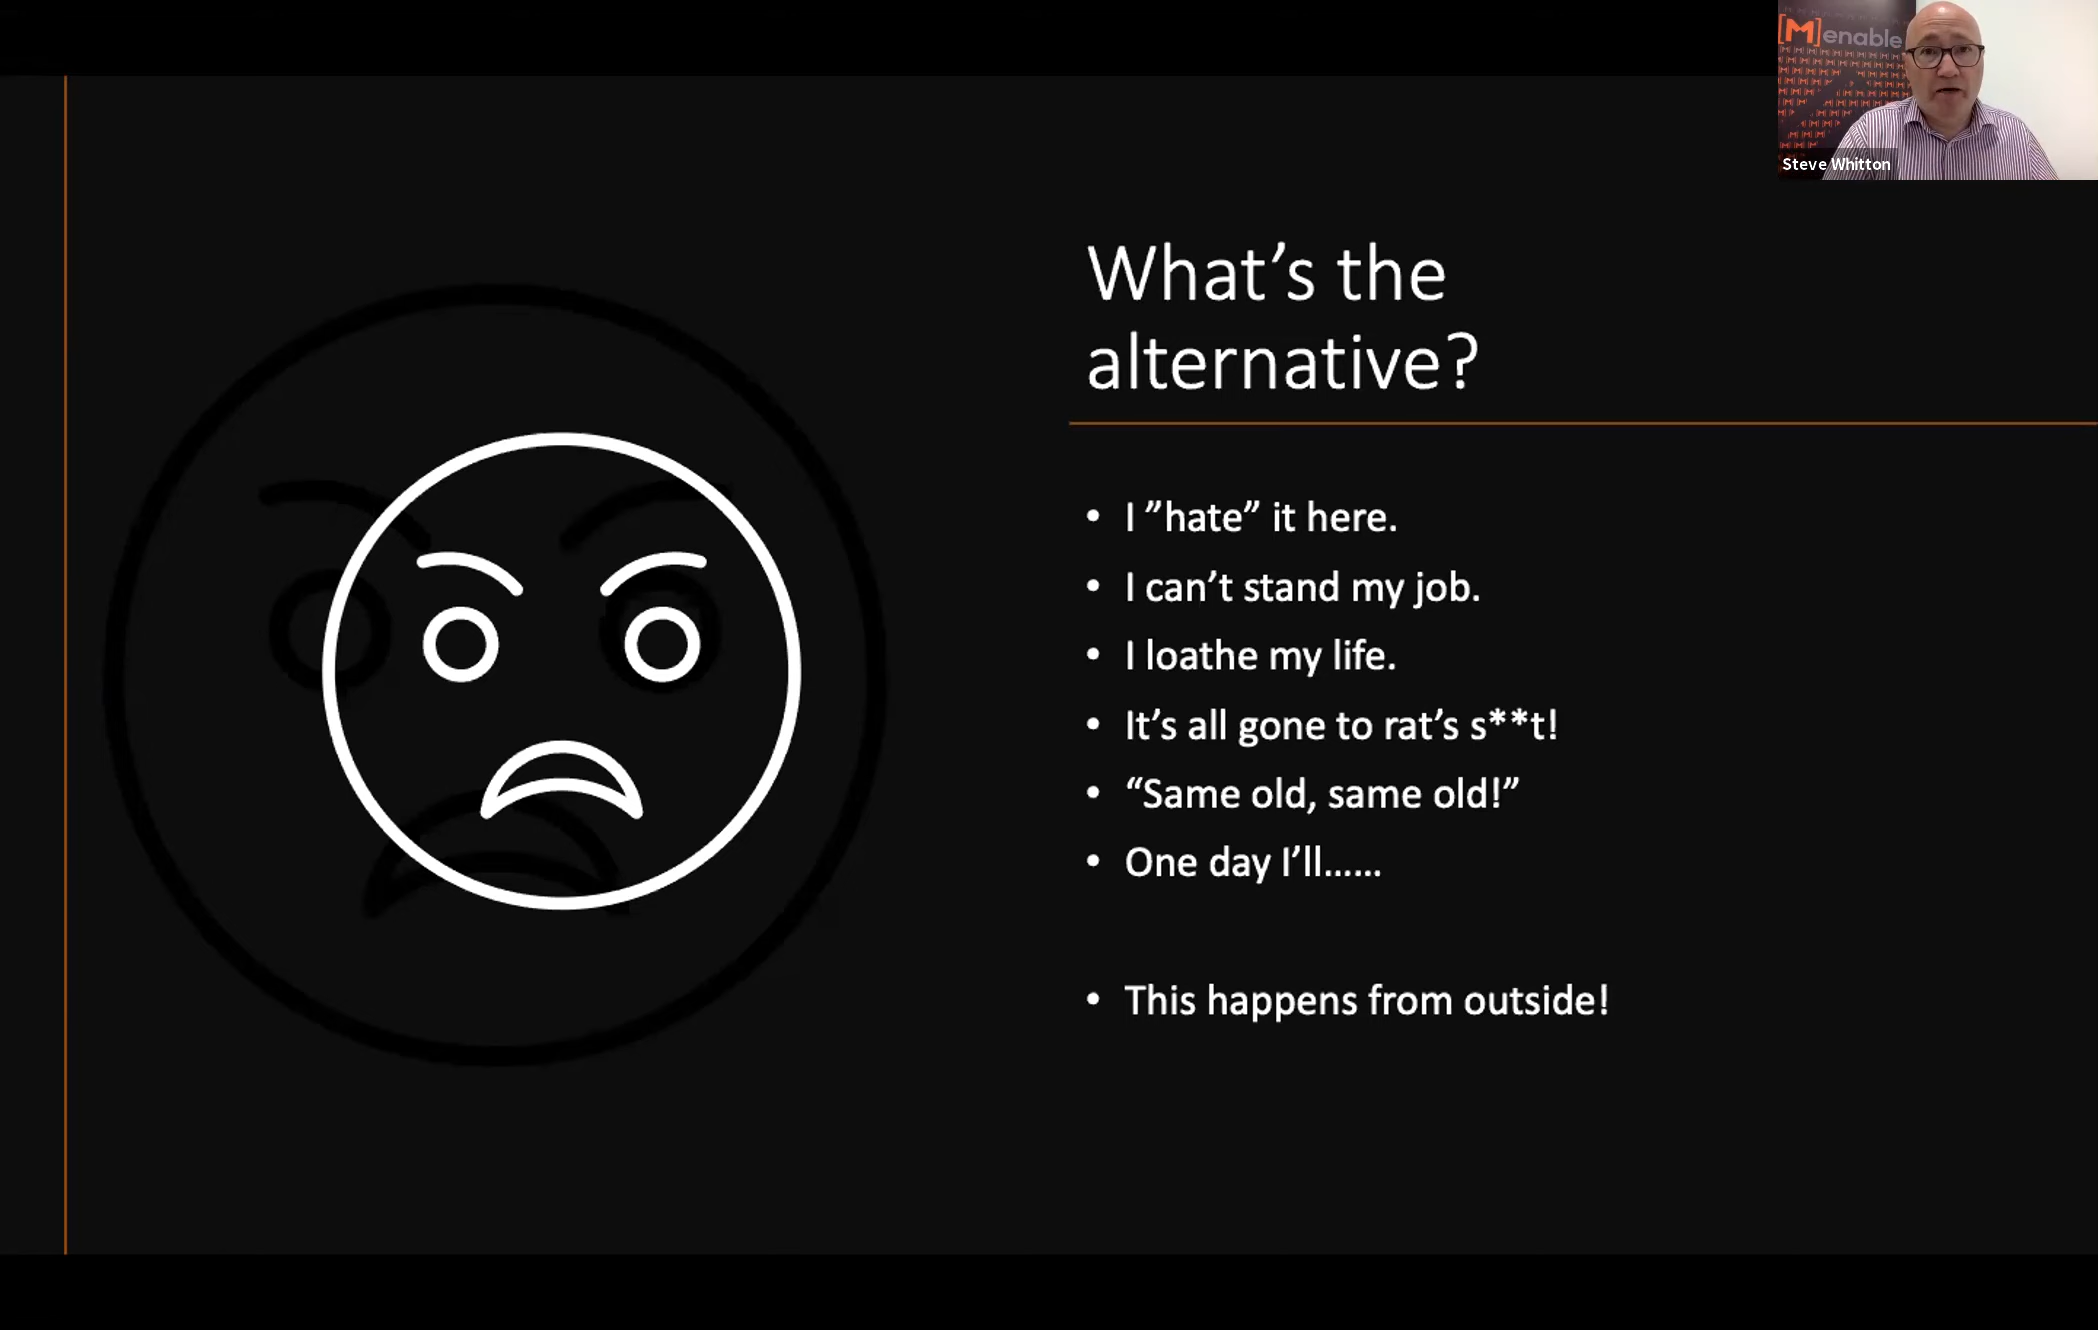 [M]enable
Steve Whitton
What’s the
alternative?
• I ”hate” it here.
• I can’t stand my job.
• I loathe my life.
• It’s all gone to rat’s s**t!
• “Same old, same old!”
• One day I’ll......
• This happens from outside!